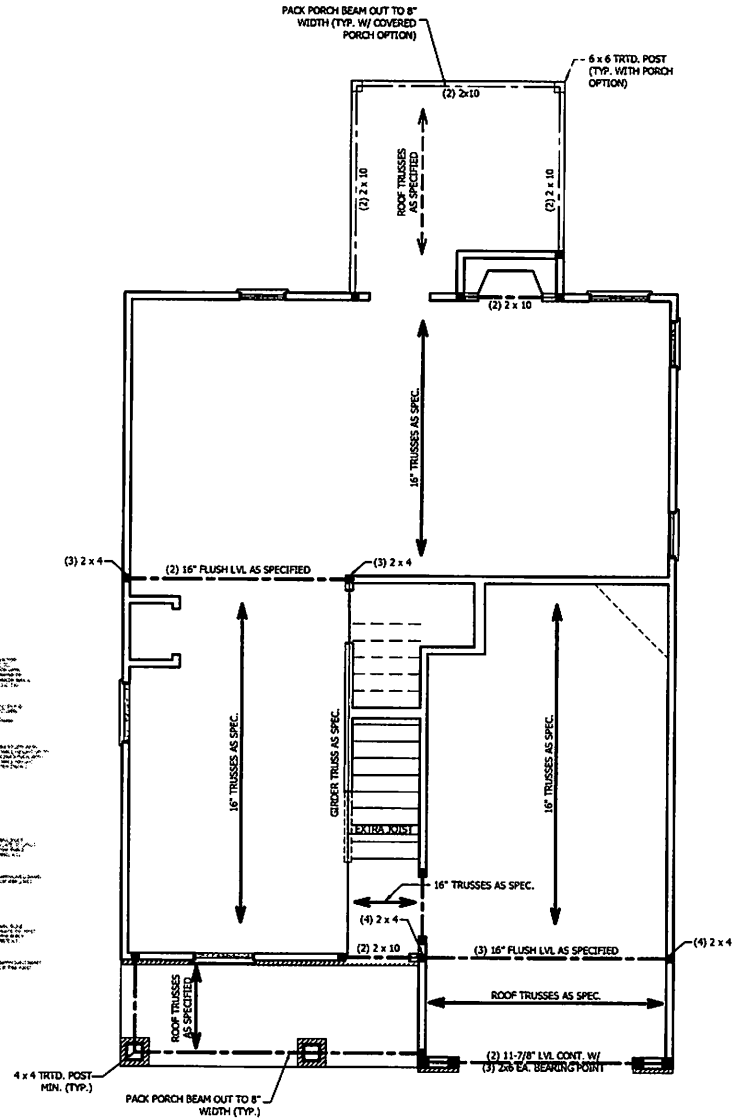 PACK PORCH BEAM OUT TO 8"
WIDTH (TYP. W/ COVERED
PORCH OPTION)
6 x 6 TRTD. POST
(TYP. WITH PORCH
OPTION)
(2) 2x10
(2) 2 x 10
ROOF TRUSSES
AS SPECIFIED
(2) 2 x 10
(2) 2 x 10
16" TRUSSES AS SPEC.
(3) 2 x 4
(2) 16" FLUSH LVL AS SPECIFIED
(3) 2 x 4
16" TRUSSES AS SPEC.
GIRDER TRUSS AS SPEC.
16" TRUSSES AS SPEC.
EXTRA JOIST
16" TRUSSES AS SPEC.
(4) 2 x 4
(2) 2 x 10
(3) 16" FLUSH LVL AS SPECIFIED
(4) 2 x 4
ROOF TRUSSES
AS SPECIFIED
ROOF TRUSSES AS SPEC.
(2) 11-7/8" LVL CONT. W/
(3) 2x6 EA. BEARING POINT
4 x 4 TRTD. POST
MIN. (TYP.)
PACK PORCH BEAM OUT TO 8"
WIDTH (TYP.)